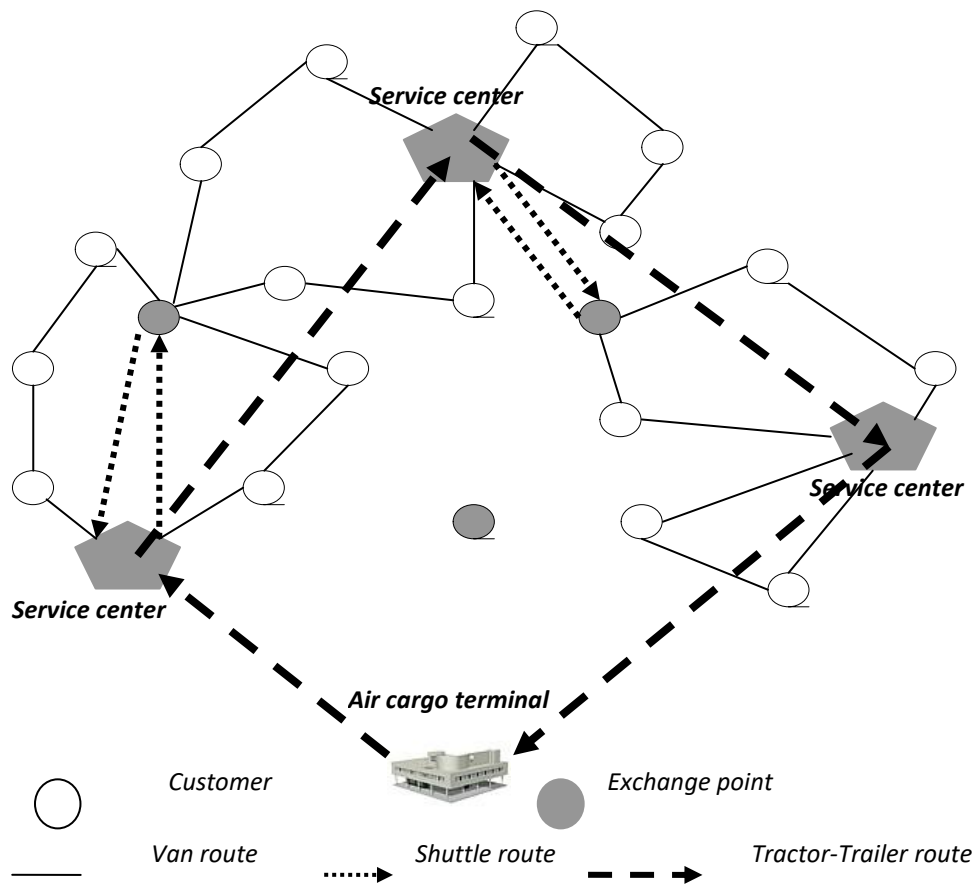 Service center
Service center
Service center
Air cargo terminal
Customer
Exchange point
Van route
Shuttle route
Tractor-Trailer route